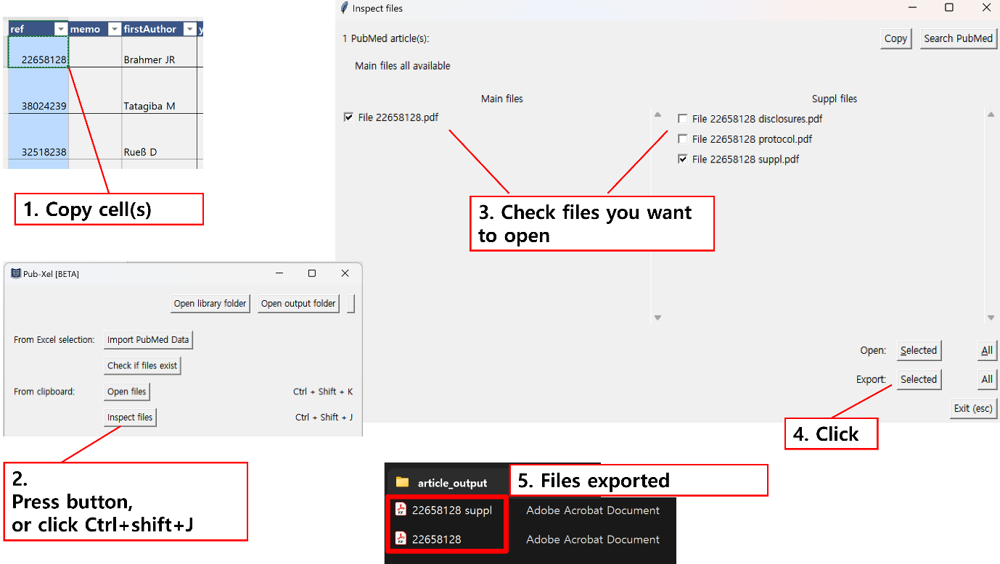 ref memo firstAuthor y
22658128 Brahmer JR
38024239 Tatagiba M
32518238 Rueß D
1. Copy cell(s)
Pub-Xel [BETA]
Open library folder Open output folder
From Excel selection: Import PubMed Data
Check if files exist
From clipboard: Open files Ctrl + Shift + K
Inspect files Ctrl + Shift + J
2.
Press button,
or click Ctrl+shift+J
Inspect files
1 PubMed article(s): Copy Search PubMed
Main files all available
Main files Suppl files
File 22658128.pdf File 22658128 disclosures.pdf
File 22658128 protocol.pdf
File 22658128 suppl.pdf
3. Check files you want
to open
Open: Selected All
Export: Selected All
Exit (esc)
4. Click
article_output
5. Files exported
22658128 suppl Adobe Acrobat Document
22658128 Adobe Acrobat Document